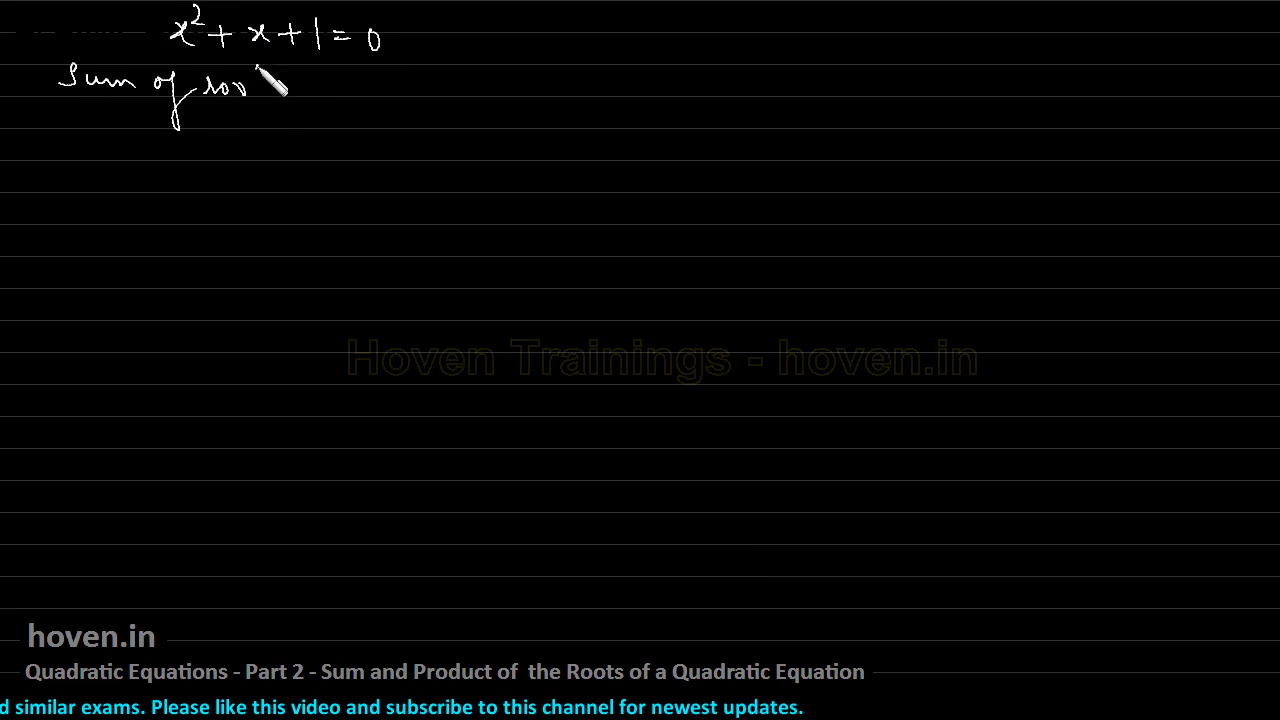 x² + x + 1 = 0
Sum of roo
Hoven Trainings - hoven.in
hoven.in
Quadratic Equations - Part 2 - Sum and Product of the Roots of a Quadratic Equation
d similar exams. Please like this video and subscribe to this channel for newest updates.